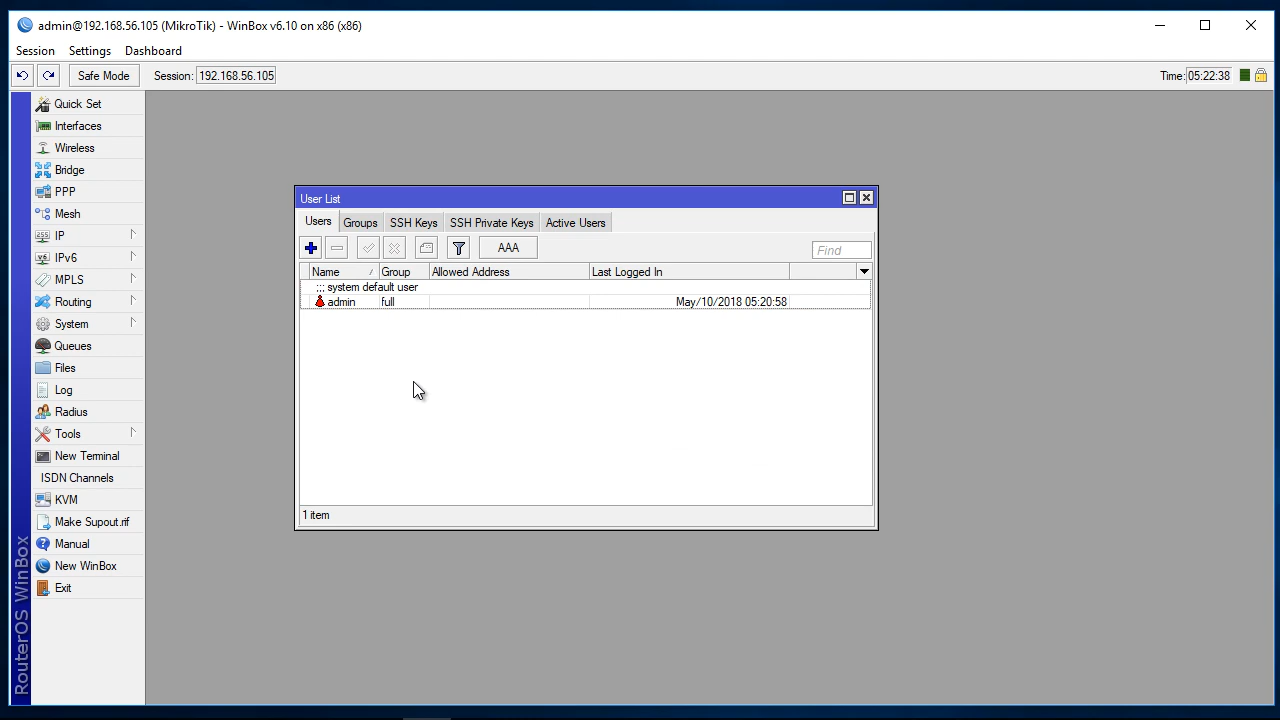 admin@192.168.56.105 (MikroTik) - WinBox v6.10 on x86 (x86)
Session Settings Dashboard
Safe Mode Session: 192.168.56.105 Time: 05:22:38
Quick Set
Interfaces
Wireless
Bridge
PPP
Mesh
IP
IPv6
MPLS
Routing
System
Queues
Files
Log
Radius
Tools
New Terminal
ISDN Channels
KVM
Make Supout.rif
Manual
New WinBox
Exit
RouterOS WinBox
User List
Users Groups SSH Keys SSH Private Keys Active Users
AAA Find
Name / Group Allowed Address Last Logged In
;;; system default user
admin full May/10/2018 05:20:58
1 item